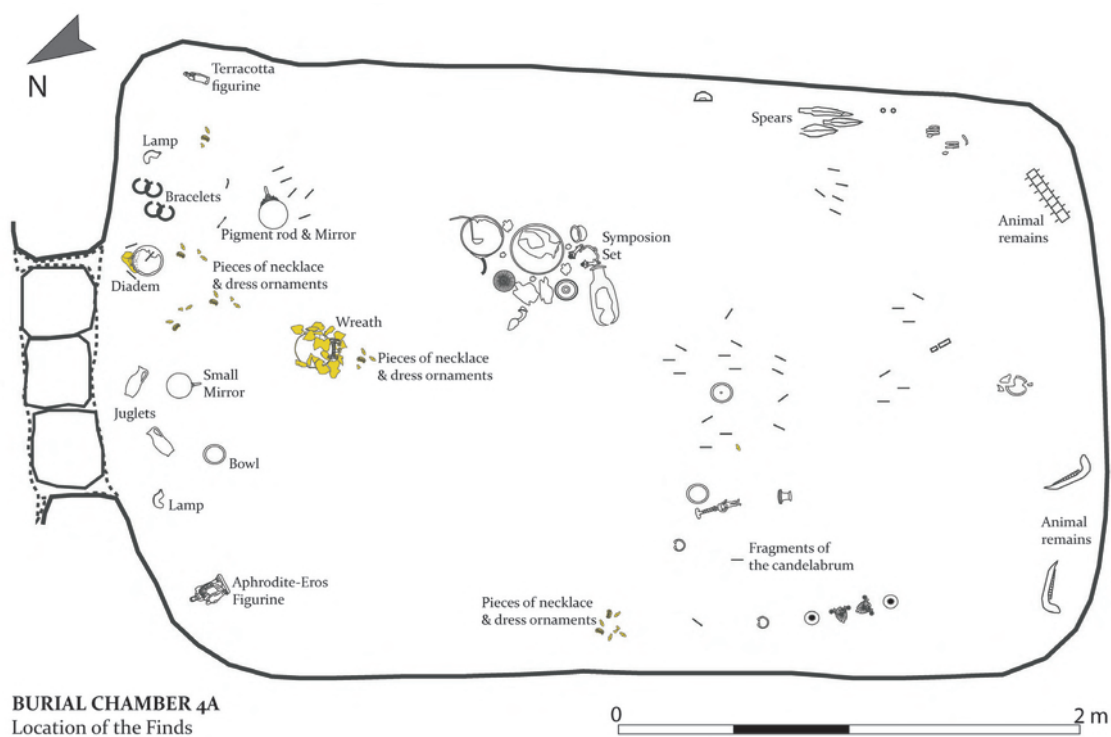 N
Terracotta
figurine
Lamp
Bracelets
Pigment rod & Mirror
Diadem
Pieces of necklace
& dress ornaments
Wreath
Pieces of necklace
& dress ornaments
Small
Mirror
Juglets
Bowl
Lamp
Aphrodite-Eros
Figurine
Symposion
Set
Spears
Animal
remains
Animal
remains
Fragments of
the candelabrum
Pieces of necklace
& dress ornaments
BURIAL CHAMBER 4A
Location of the Finds
0 2 m